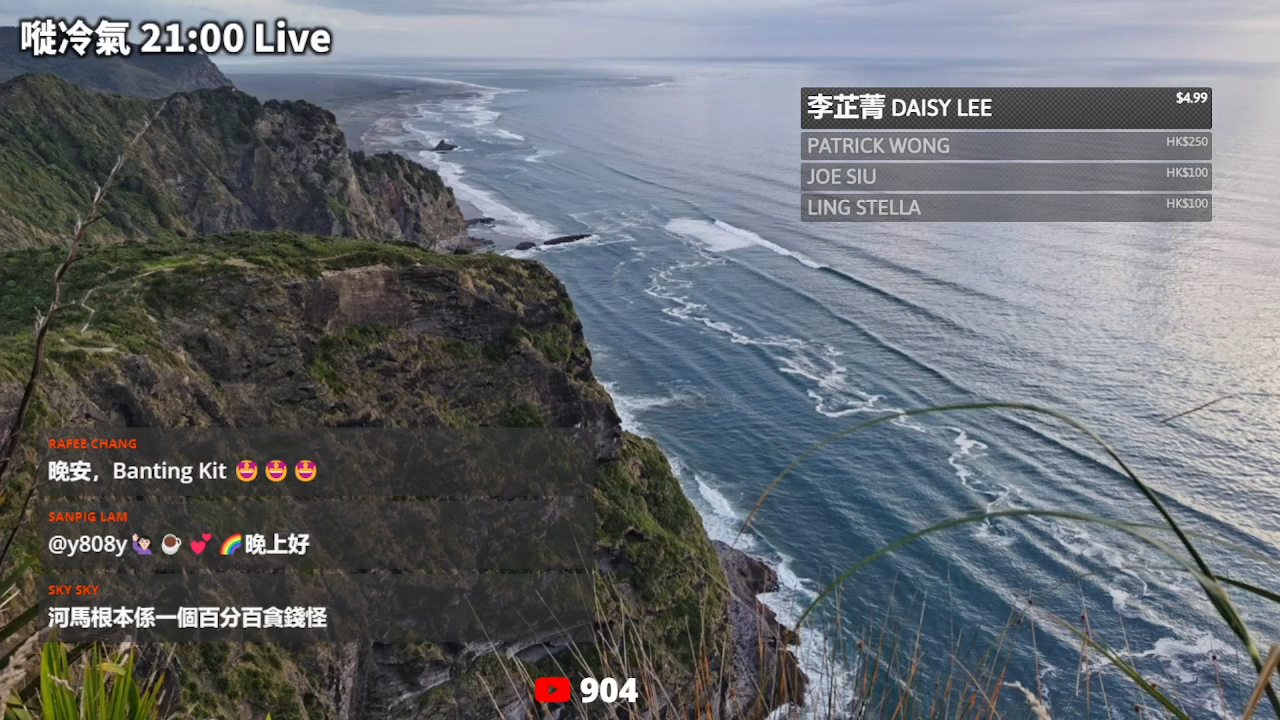 嘥冷氣 21:00 Live
李芷菁 DAISY LEE $4.99
PATRICK WONG HK$250
JOE SIU HK$100
LING STELLA HK$100
RAFEE CHANG
晚安，Banting Kit 🤩 🤩 🤩
SANPIG LAM
@y808y 🙋🏻‍♀️ ☕ 💕 🌈晚上好
SKY SKY
河馬根本係一個百分百貪錢怪
904